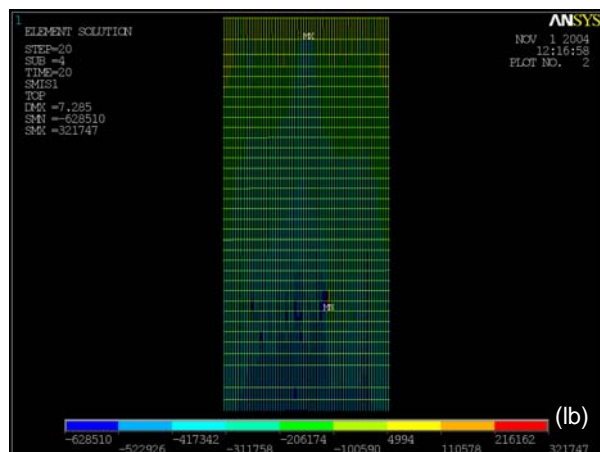 1
ANSYS
ELEMENT SOLUTION
STEP=20
SUB =4
TIME=20
SMIS1
TOP
DMX =7.285
SMN =-628510
SMX =321747
NOV 1 2004
12:16:58
PLOT NO. 2
MX
MN
(lb)
-628510 -417342 -206174 4994 216162
-522926 -311758 -100590 110578 321747